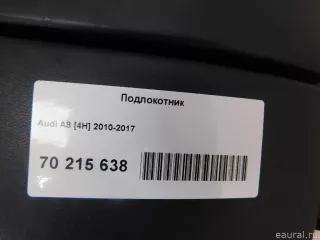 Подлокотник
Audi A8 [4H] 2010-2017
70 215 638
eaural.ru